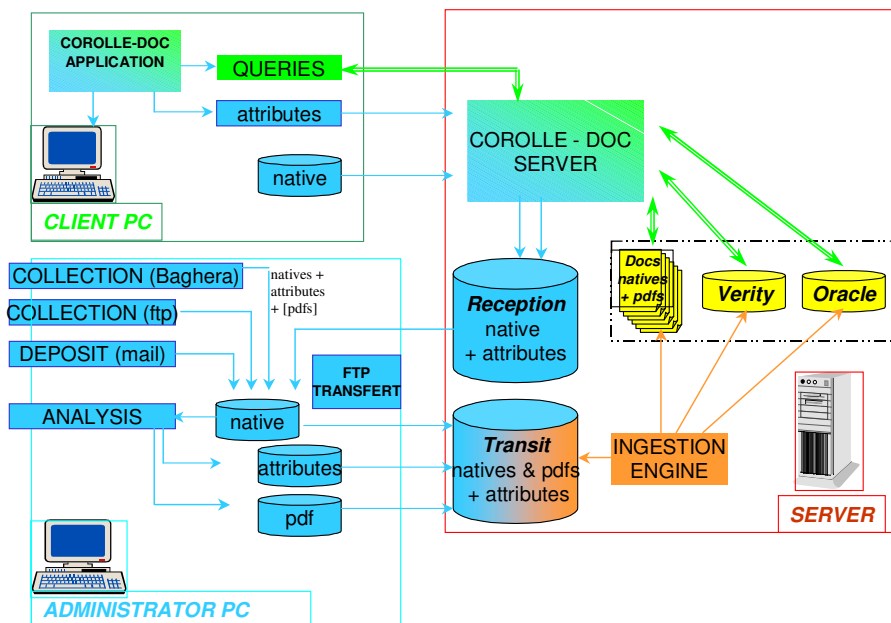 COROLLE-DOC
APPLICATION
QUERIES
attributes
native
CLIENT PC
COROLLE - DOC
SERVER
Docs
natives
+ pdfs
Verity
Oracle
COLLECTION (Baghera)
COLLECTION (ftp)
DEPOSIT (mail)
natives +
attributes
+ [pdfs]
FTP
TRANSFERT
Reception
native
+ attributes
ANALYSIS
native
attributes
pdf
Transit
natives & pdfs
+ attributes
INGESTION
ENGINE
SERVER
ADMINISTRATOR PC